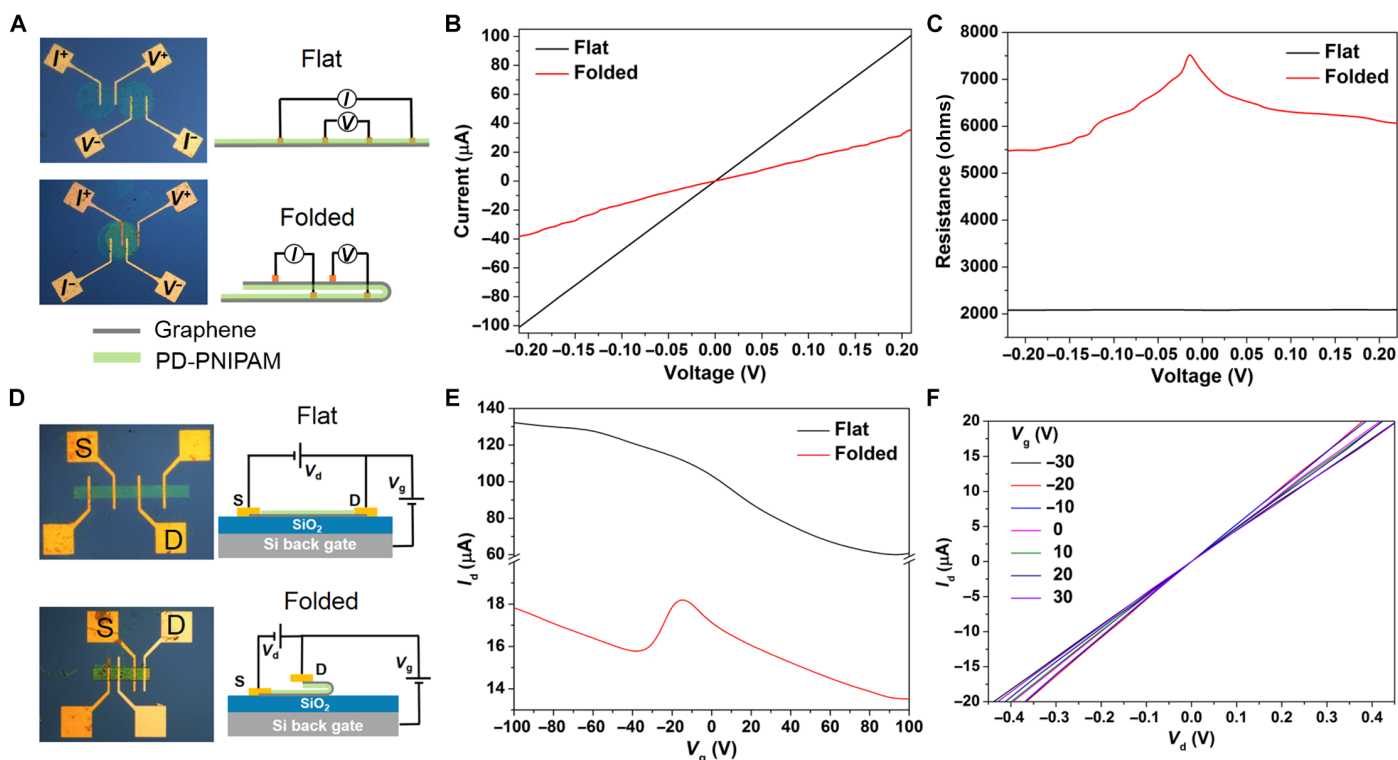 A
I+
V+
V−
I−
Flat
I
V
I+
V+
I−
V−
Folded
I
V
Graphene
PD-PNIPAM
B
Flat
Folded
100
80
60
40
20
0
−20
−40
−60
−80
−100
Current (μA)
−0.20 −0.15 −0.10 −0.05 0.00 0.05 0.10 0.15 0.20
Voltage (V)
C
Flat
Folded
8000
7000
6000
5000
4000
3000
2000
Resistance (ohms)
−0.20 −0.15 −0.10 −0.05 0.00 0.05 0.10 0.15 0.20
Voltage (V)
D
S
D
Flat
Vd
Vg
S
D
SiO2
Si back gate
S
D
Folded
Vd
Vg
S
D
SiO2
Si back gate
E
Flat
Folded
140
130
120
110
100
90
80
70
60
18
16
14
Id (μA)
−100 −80 −60 −40 −20 0 20 40 60 80 100
Vg (V)
F
Vg (V)
−30
−20
−10
0
10
20
30
20
15
10
5
0
−5
−10
−15
−20
Id (μA)
−0.4 −0.3 −0.2 −0.1 0.0 0.1 0.2 0.3 0.4
Vd (V)